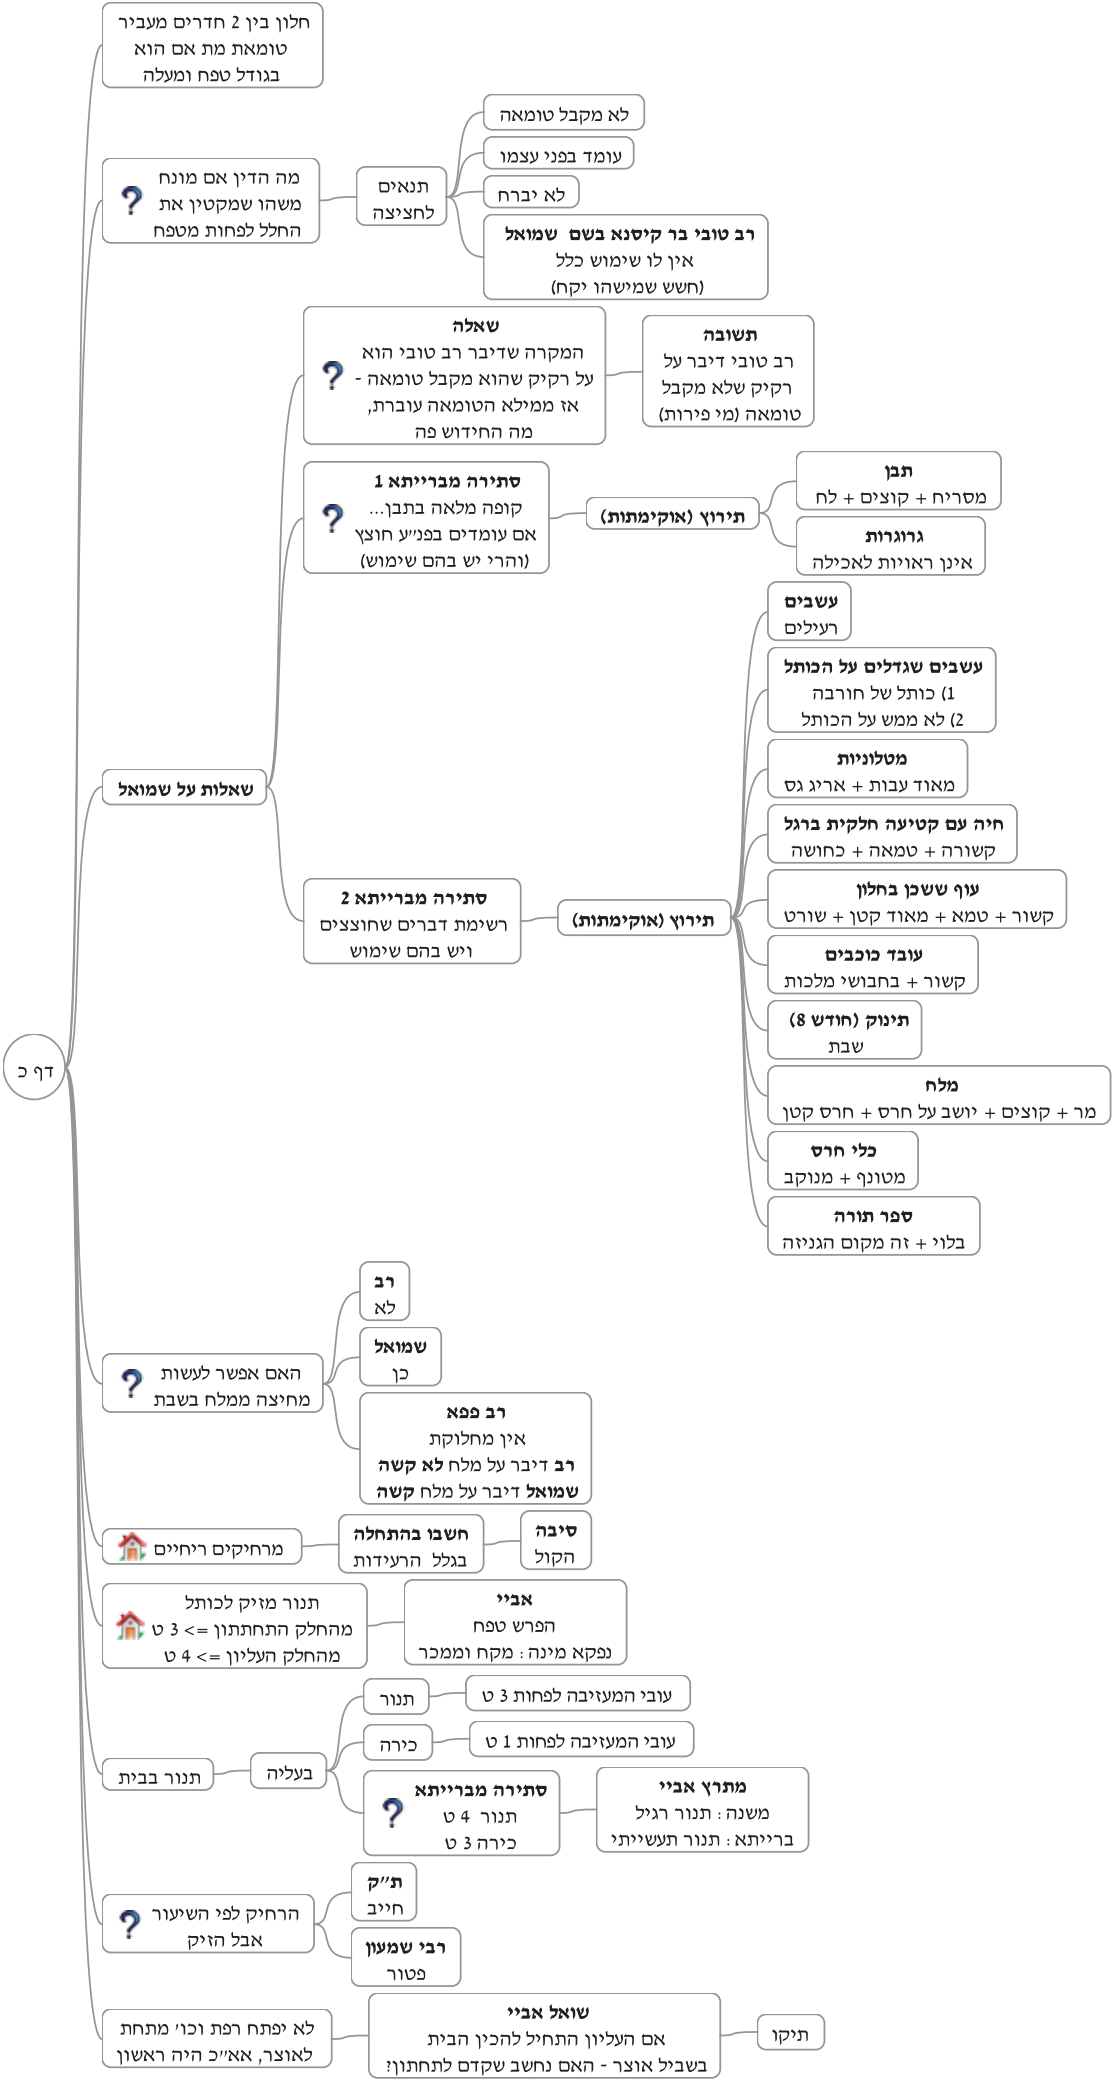 דף כ
חלון בין 2 חדרים מעביר
טומאת מת אם הוא
בגודל טפח ומעלה
מה הדין אם מונח
משהו שמקטין את
החלל לפחות מטפח
תנאים
לחציצה
לא מקבל טומאה
עומד בפני עצמו
לא יברח
רב טובי בר קיסנא בשם שמואל
אין לו שימוש כלל
(חשש שמישהו יקח)
שאלות על שמואל
שאלה
המקרה שדיבר רב טובי הוא
על רקיק שהוא מקבל טומאה -
אז ממילא הטומאה עוברת,
מה החידוש פה
תשובה
רב טובי דיבר על
רקיק שלא מקבל
טומאה (מי פירות)
סתירה מברייתא 1
קופה מלאה בתבן...
אם עומדים בפנ״ע חוצץ
(והרי יש בהם שימוש)
תירוץ (אוקימתות)
תבן
מסריח + קוצים + לח
גרוגרות
אינן ראויות לאכילה
סתירה מברייתא 2
רשימת דברים שחוצצים
ויש בהם שימוש
תירוץ (אוקימתות)
עשבים
רעילים
עשבים שגדלים על הכותל
1) כותל של חורבה
2) לא ממש על הכותל
מטלוניות
מאוד עבות + אריג גס
חיה עם קטיעה חלקית ברגל
קשורה + טמאה + כחושה
עוף ששכן בחלון
קשור + טמא + מאוד קטן + שורט
עובד כוכבים
קשור + בחבושי מלכות
תינוק (חודש 8)
שבת
מלח
מר + קוצים + יושב על חרס + חרס קטן
כלי חרס
מטונף + מנוקב
ספר תורה
בלוי + זה מקום הגניזה
האם אפשר לעשות
מחיצה ממלח בשבת
רב
לא
שמואל
כן
רב פפא
אין מחלוקת
רב דיבר על מלח לא קשה
שמואל דיבר על מלח קשה
מרחיקים ריחיים
חשבו בהתחלה
בגלל הרעידות
סיבה
הקול
תנור מזיק לכותל
מהחלק התחתתון => 3 ט
מהחלק העליון => 4 ט
אביי
הפרש טפח
נפקא מינה: מקח וממכר
תנור בבית
בעליה
תנור
עובי המעזיבה לפחות 3 ט
כירה
עובי המעזיבה לפחות 1 ט
סתירה מברייתא
תנור 4 ט
כירה 3 ט
מתרץ אביי
משנה: תנור רגיל
ברייתא: תנור תעשייתי
הרחיק לפי השיעור
אבל הזיק
ת״ק
חייב
רבי שמעון
פטור
לא יפתח רפת וכו׳ מתחת
לאוצר, אא״כ היה ראשון
שואל אביי
אם העליון התחיל להכין הבית
בשביל אוצר - האם נחשב שקדם לתחתון?
תיקו